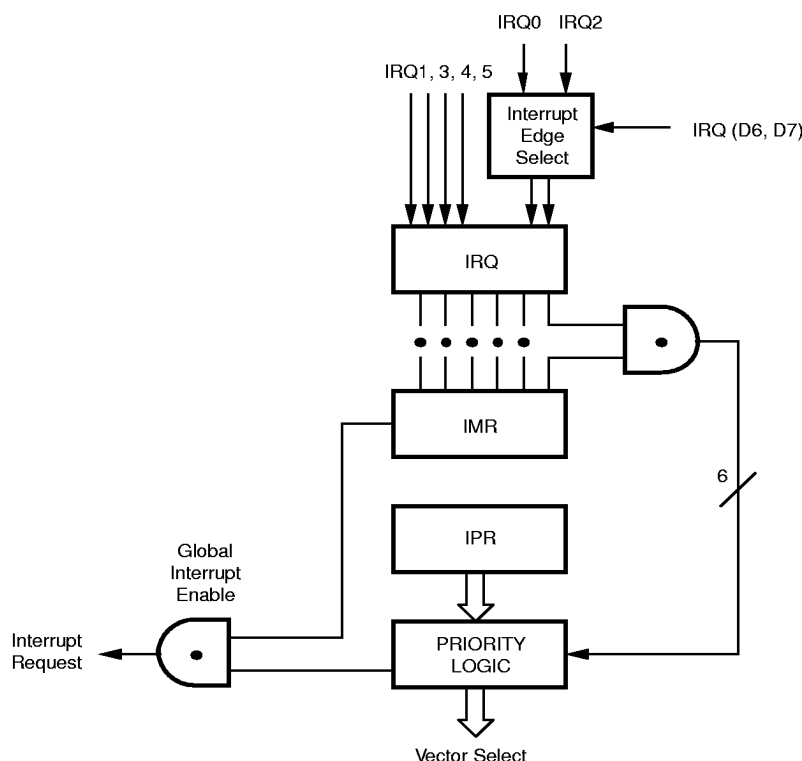 IRQ0 IRQ2
IRQ1, 3, 4, 5
Interrupt
Edge
Select
IRQ (D6, D7)
IRQ
IMR
6
IPR
Global
Interrupt
Enable
Interrupt
Request
PRIORITY
LOGIC
Vector Select